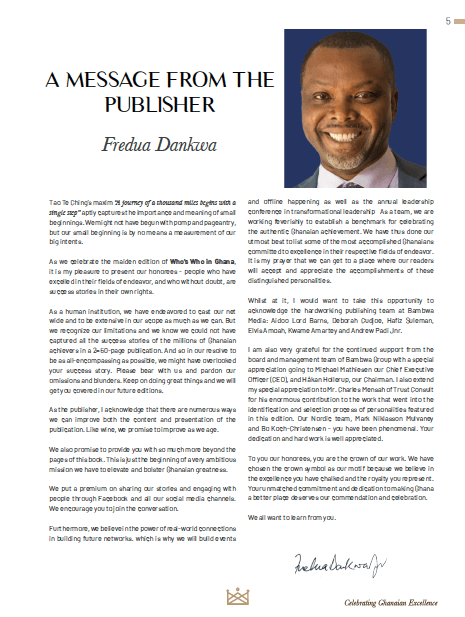 5
A MESSAGE FROM THE
PUBLISHER
Fredua Dankwa
Tao Te Ching's maxim "A journey of a thousand miles begins with a
single step" aptly captures the importance and meaning of small
beginnings. We might not have begun with pomp and pageantry,
but our small beginning is by no means a measurement of our
big intents.
As we celebrate the maiden edition of Who's Who in Ghana,
it is my pleasure to present our honorees - people who have
excelled in their fields of endeavor, and who without doubt, are
success stories in their own rights.
As a human institution, we have endeavored to cast our net
wide and to be extensive in our scope as much as we can. But
we recognize our limitations and we know we could not have
captured all the success stories of the millions of Ghanaian
achievers in a 260-page publication. And so in our resolve to
be as all-encompassing as possible, we might have overlooked
your success story. Please bear with us and pardon our
omissions and blunders. Keep on doing great things and we will
get you covered in our future editions.
As the publisher, I acknowledge that there are numerous ways
we can improve both the content and presentation of the
publication. Like wine, we promise to improve as we age.
We also promise to provide you with so much more beyond the
pages of this book. This is just the beginning of a very ambitious
mission we have to elevate and bolster Ghanaian greatness.
We put a premium on sharing our stories and engaging with
people through Facebook and all our social media channels.
We encourage you to join the conversation.
Furthermore, we believe in the power of real-world connections
in building future networks. which is why we will build events
and offline happening as well as the annual leadership
conference in transformational leadership As a team, we are
working feverishly to establish a benchmark for celebrating
the authentic Ghanaian achievement. We have thus done our
utmost best to list some of the most accomplished Ghanaians
committed to excellence in their respective fields of endeavor.
It is my prayer that we can get to a place where our readers
will accept and appreciate the accomplishments of these
distinguished personalities.
Whilst at it, I would want to take this opportunity to
acknowledge the hardworking publishing team at Bambwa
Media: Aidoo Lord Barns, Deborah Oudjoe, Hafiz Suleman,
Elvis Amoah, Kwame Amartey and Andrew Padi ,Jnr.
I am also very grateful for the continued support from the
board and management team of Bambwa Group with a special
appreciation going to Michael Mathiesen our Chief Executive
Officer (CEO), and Håkan Hollerup, our Chairman. I also extend
my special appreciation to Mr. Charles Mensah of Trust Consult
for his enormous contribution to the work that went into the
identification and selection process of personalities featured
in this edition. Our Nordic team, Mark Niklasson Mulvancy
and Bo Koch-Christensen - you have been phenomenal. Your
dedication and hard work is well appreciated.
To you our honorees, you are the crown of our work. We have
chosen the crown symbol as our motif because we believe in
the excellence you have chalked and the royalty you represent.
Your unmatched commitment and dedication to making Ghana
a better place deserves our commendation and celebration.
We all want to learn from you.
Celebrating Ghanaian Excellence